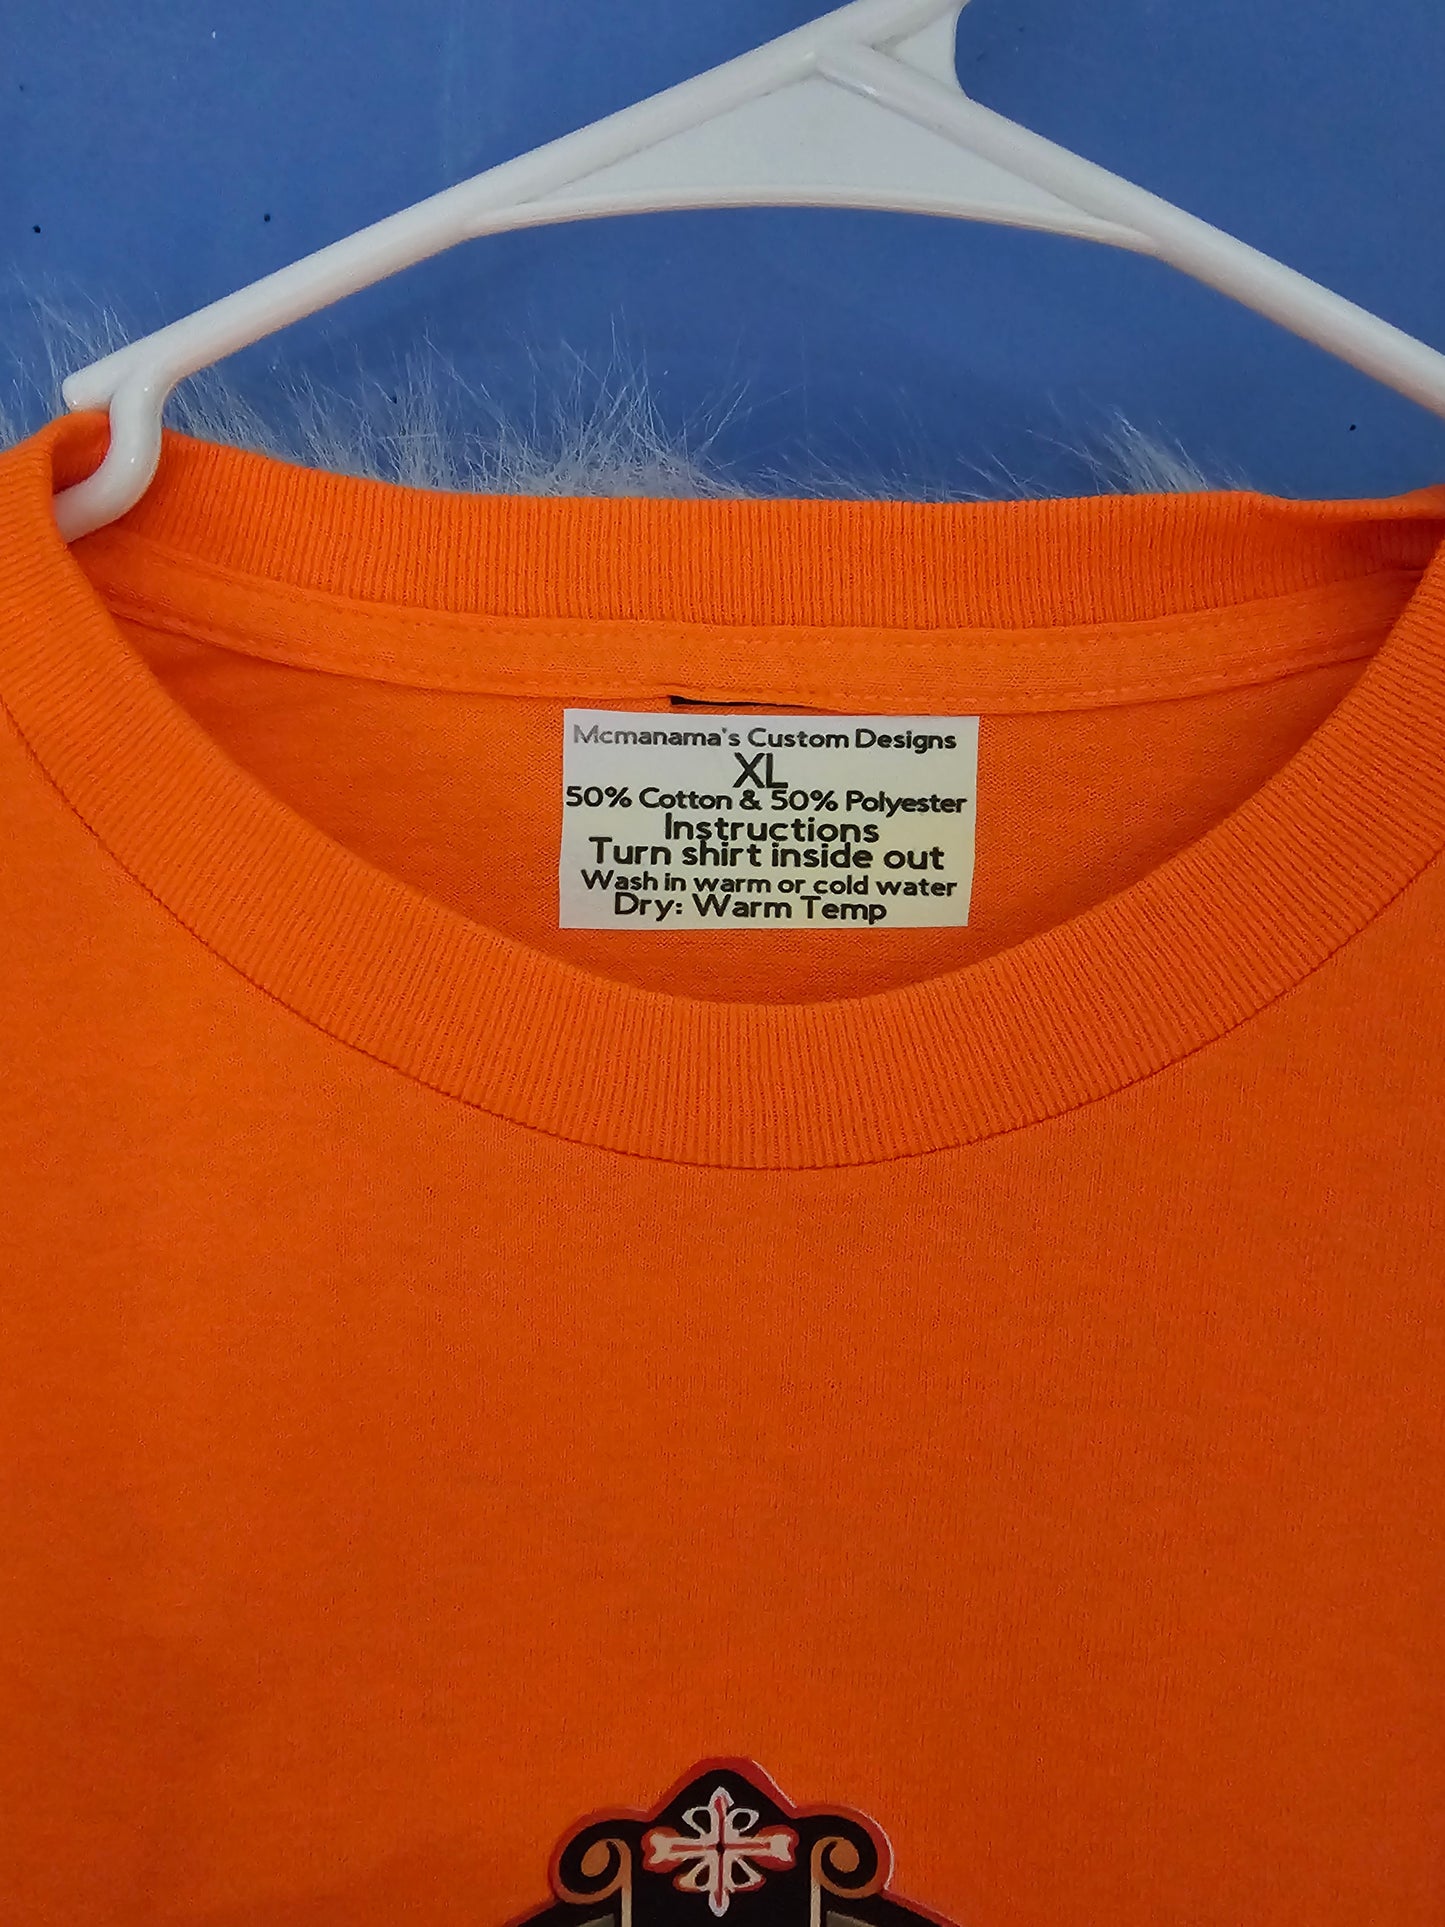 Mcmanama's Custom Designs
XL
50% Cotton & 50% Polyester
Instructions
Turn shirt inside out
Wash in warm or cold water
Dry: Warm Temp